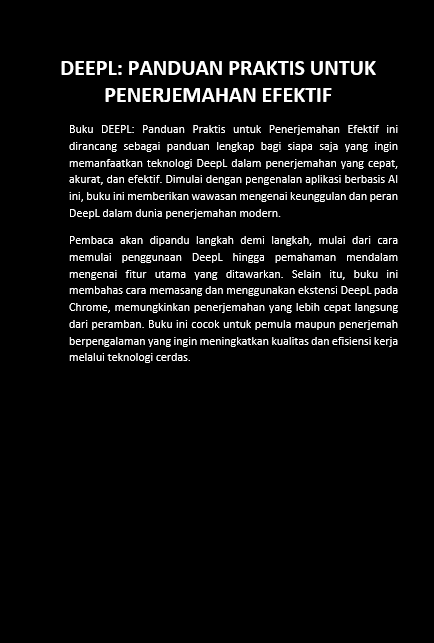 DEEPL: PANDUAN PRAKTIS UNTUK
PENERJEMAHAN EFEKTIF
Buku DEEPL: Panduan Praktis untuk Penerjemahan Efektif ini
dirancang sebagai panduan lengkap bagi siapa saja yang ingin
memanfaatkan teknologi DeepL dalam penerjemahan yang cepat,
akurat, dan efektif. Dimulai dengan pengenalan aplikasi berbasis AI
ini, buku ini memberikan wawasan mengenai keunggulan dan peran
DeepL dalam dunia penerjemahan modern.
Pembaca akan dipandu langkah demi langkah, mulai dari cara
memulai penggunaan DeepL hingga pemahaman mendalam
mengenai fitur utama yang ditawarkan. Selain itu, buku ini
membahas cara memasang dan menggunakan ekstensi DeepL pada
Chrome, memungkinkan penerjemahan yang lebih cepat langsung
dari peramban. Buku ini cocok untuk pemula maupun penerjemah
berpengalaman yang ingin meningkatkan kualitas dan efisiensi kerja
melalui teknologi cerdas.